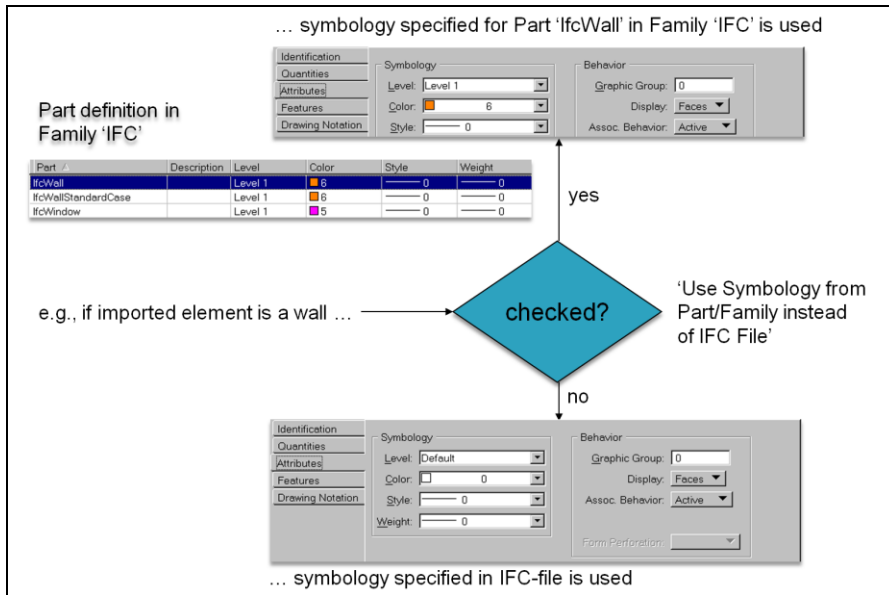 … symbology specified for Part 'IfcWall' in Family 'IFC' is used
Identification
Quantities
Attributes
Features
Drawing Notation
Symbology
Level: Level 1
Color: 6
Style: 0
Behavior
Graphic Group: 0
Display: Faces
Assoc. Behavior: Active
Part definition in
Family 'IFC'
Part Description Level Color Style Weight
IfcWall Level 1 6 0 0
IfcWallStandardCase Level 1 6 0 0
IfcWindow Level 1 5 0 0
yes
e.g., if imported element is a wall …
checked?
'Use Symbology from
Part/Family instead
of IFC File'
no
Identification
Quantities
Attributes
Features
Drawing Notation
Symbology
Level: Default
Color: 0
Style: 0
Weight: 0
Behavior
Graphic Group: 0
Display: Faces
Assoc. Behavior: Active
Form Perforation:
… symbology specified in IFC-file is used